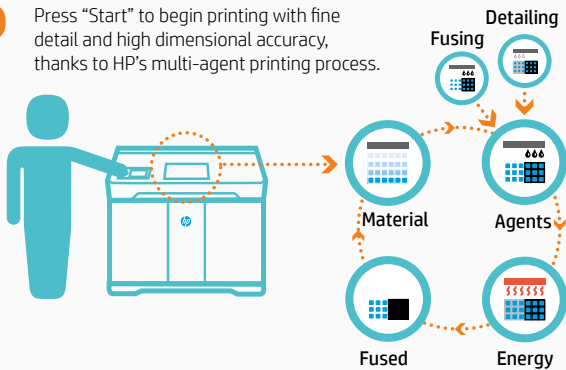 Press “Start” to begin printing with fine
detail and high dimensional accuracy,
thanks to HP’s multi-agent printing process.
Detailing
Fusing
Material
Agents
hp
Fused
Energy